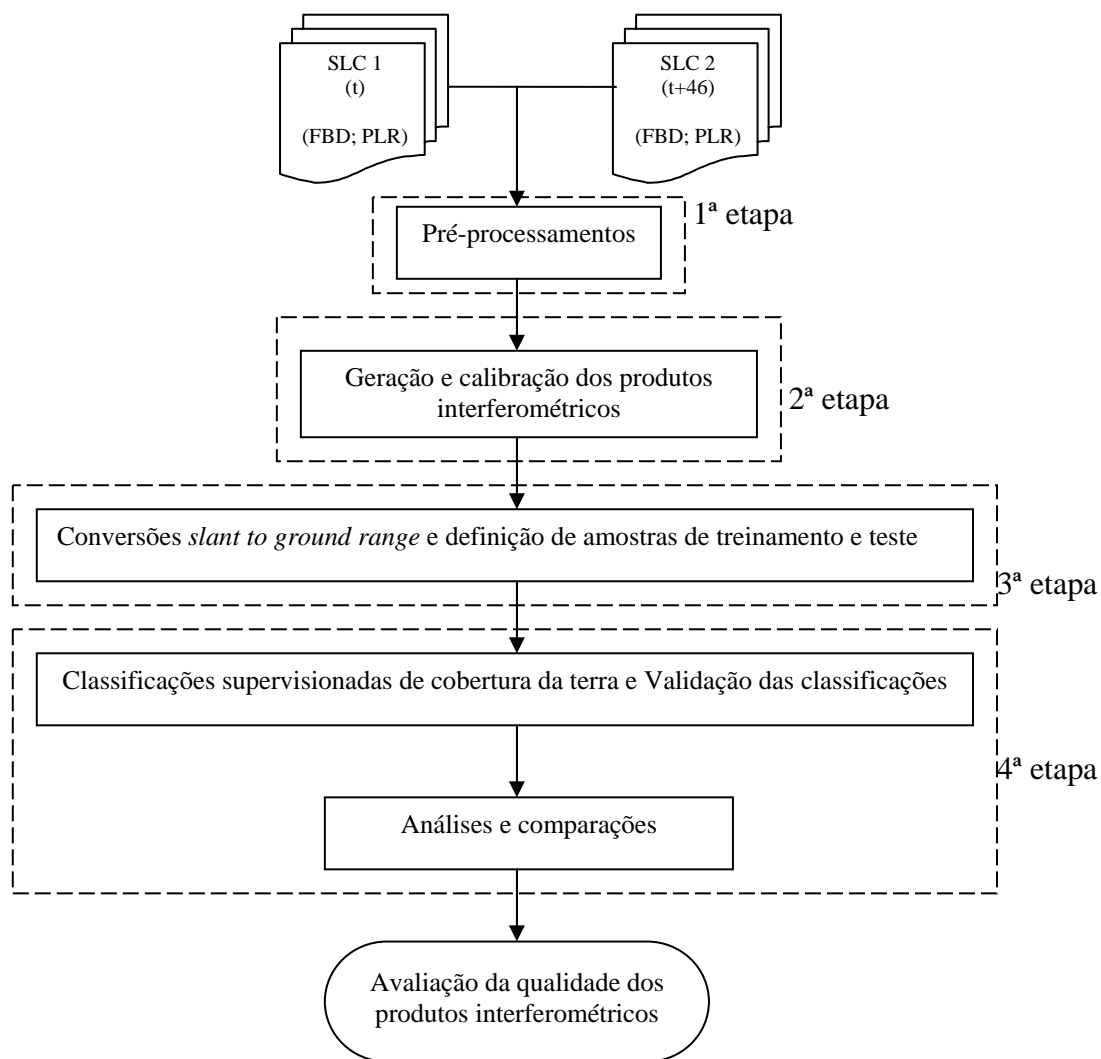 SLC 1
(t)
(FBD; PLR)
SLC 2
(t+46)
(FBD; PLR)
1ª etapa
Pré-processamentos
Geração e calibração dos produtos
interferométricos
2ª etapa
Conversões slant to ground range e definição de amostras de treinamento e teste
3ª etapa
Classificações supervisionadas de cobertura da terra e Validação das classificações
4ª etapa
Análises e comparações
Avaliação da qualidade dos
produtos interferométricos